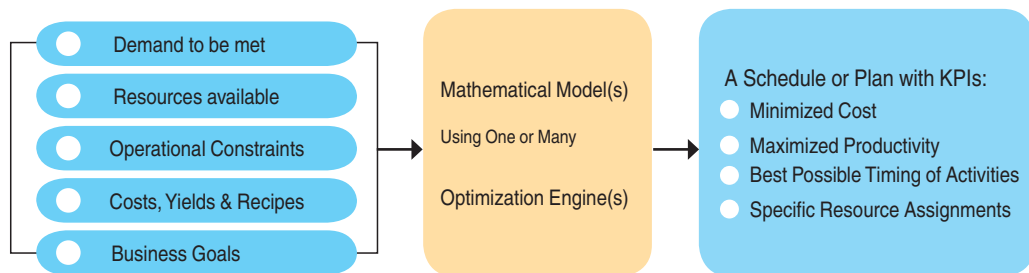 Demand to be met
Resources available
Operational Constraints
Costs, Yields & Recipes
Business Goals
Mathematical Model(s)
Using One or Many
Optimization Engine(s)
A Schedule or Plan with KPIs:
Minimized Cost
Maximized Productivity
Best Possible Timing of Activities
Specific Resource Assignments